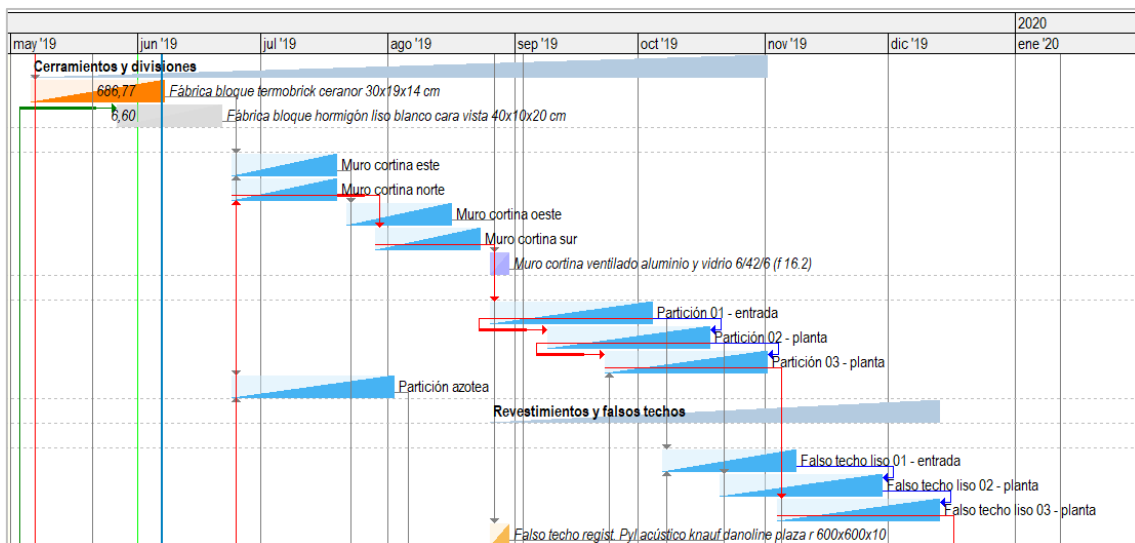 2020
may '19 jun '19 jul '19 ago '19 sep '19 oct '19 nov '19 dic '19 ene '20
Cerramientos y divisiones
686,77 Fábrica bloque termobrick ceranor 30x19x14 cm
6,60 Fábrica bloque hormigón liso blanco cara vista 40x10x20 cm
Muro cortina este
Muro cortina norte
Muro cortina oeste
Muro cortina sur
Muro cortina ventilado aluminio y vidrio 6/42/6 (f 16.2)
Partición 01 - entrada
Partición 02 - planta
Partición 03 - planta
Partición azotea
Revestimientos y falsos techos
Falso techo liso 01 - entrada
Falso techo liso 02 - planta
Falso techo liso 03 - planta
Falso techo regist. Pyl acústico knauf danoline plaza r 600x600x10